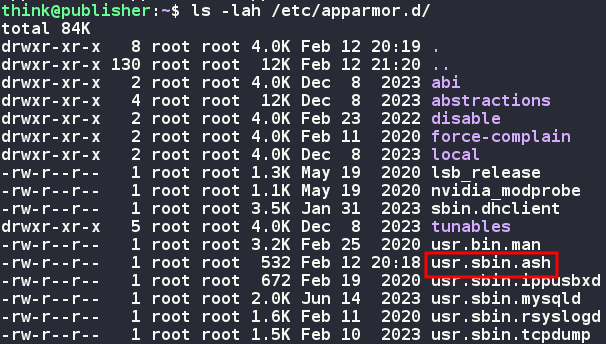 think@publisher:~$ ls -lah /etc/apparmor.d/
total 84K
drwxr-xr-x   8 root root 4.0K Feb 12 20:19 .
drwxr-xr-x 130 root root  12K Feb 12 21:20 ..
drwxr-xr-x   2 root root 4.0K Dec  8  2023 abi
drwxr-xr-x   4 root root  12K Dec  8  2023 abstractions
drwxr-xr-x   2 root root 4.0K Feb 23  2022 disable
drwxr-xr-x   2 root root 4.0K Feb 11  2020 force-complain
drwxr-xr-x   2 root root 4.0K Dec  8  2023 local
-rw-r--r--   1 root root 1.3K May 19  2020 lsb_release
-rw-r--r--   1 root root 1.1K May 19  2020 nvidia_modprobe
-rw-r--r--   1 root root 3.5K Jan 31  2023 sbin.dhclient
drwxr-xr-x   5 root root 4.0K Dec  8  2023 tunables
-rw-r--r--   1 root root 3.2K Feb 25  2020 usr.bin.man
-rw-r--r--   1 root root  532 Feb 12 20:18 usr.sbin.ash
-rw-r--r--   1 root root  672 Feb 19  2020 usr.sbin.ippusbxd
-rw-r--r--   1 root root 2.0K Jun 14  2023 usr.sbin.mysqld
-rw-r--r--   1 root root 1.6K Feb 11  2020 usr.sbin.rsyslogd
-rw-r--r--   1 root root 1.5K Feb 10  2023 usr.sbin.tcpdump